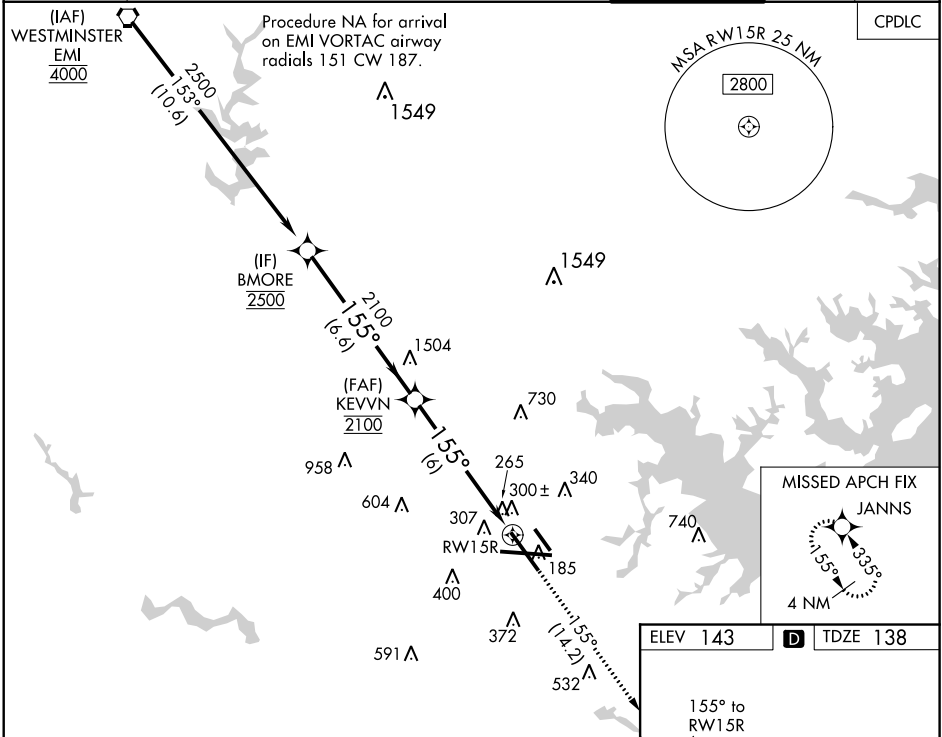 (IAF)
WESTMINSTER
EMI
4000
Procedure NA for arrival
on EMI VORTAC airway
radials 151 CW 187.
CPDLC
MSA RW15R 25 NM
2800
1549
2500
153°
(10.6)
(IF)
BMORE
2500
1549
2100
155°
(6.6)
1504
(FAF)
KEVVN
2100
730
155°
(6)
958
265
300 ±
340
604
307
RW15R
740
185
400
372
591
155°
(14.2)
532
MISSED APCH FIX
JANNS
155°
335°
4 NM
ELEV 143
D
TDZE 138
155° to
RW15R